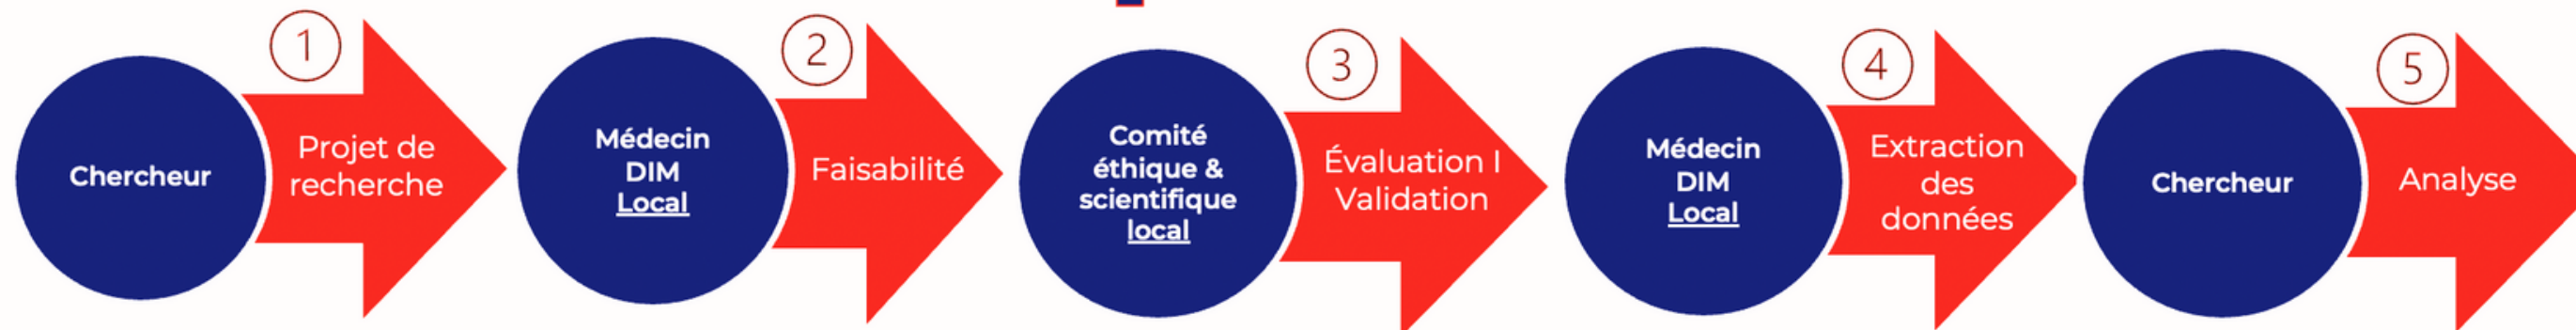 1
Chercheur
Projet de
recherche
2
Médecin
DIM
Local
Faisabilité
3
Comité
éthique &
scientifique
local
Évaluation I
Validation
4
Médecin
DIM
Local
Extraction
des
données
5
Chercheur
Analyse